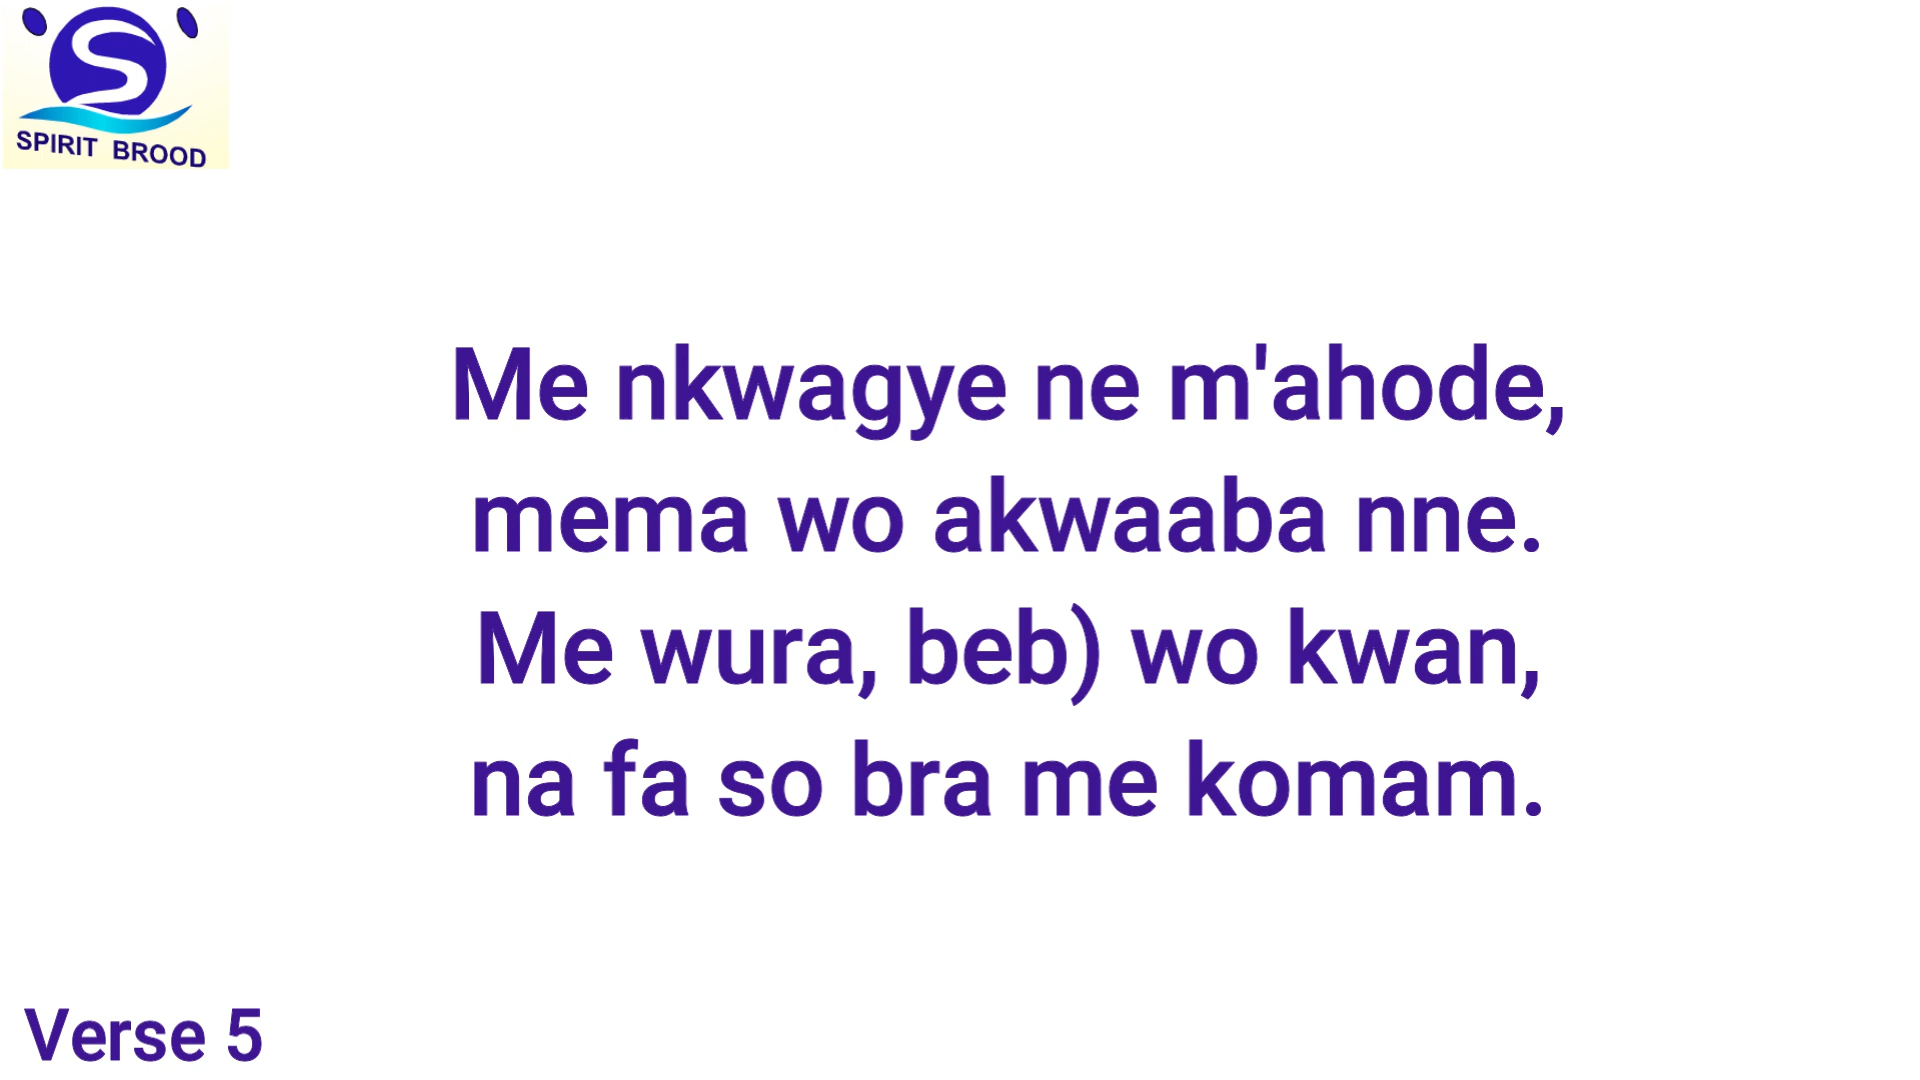 S
SPIRIT BROOD
Me nkwagye ne m'ahode,
mema wo akwaaba nne.
Me wura, beb) wo kwan,
na fa so bra me komam.
Verse 5